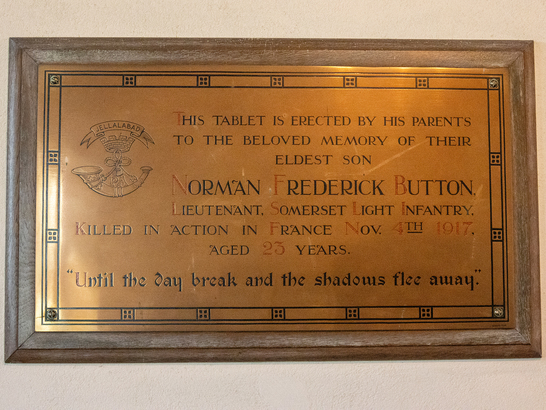 JELLALABAD
THIS TABLET IS ERECTED BY HIS PARENTS
TO THE BELOVED MEMORY OF THEIR
ELDEST SON
NORMAN FREDERICK BUTTON,
LIEUTENANT, SOMERSET LIGHT INFANTRY,
KILLED IN ACTION IN FRANCE NOV. 4TH 1917,
AGED 23 YEARS.
"Until the day break and the shadows flee away."